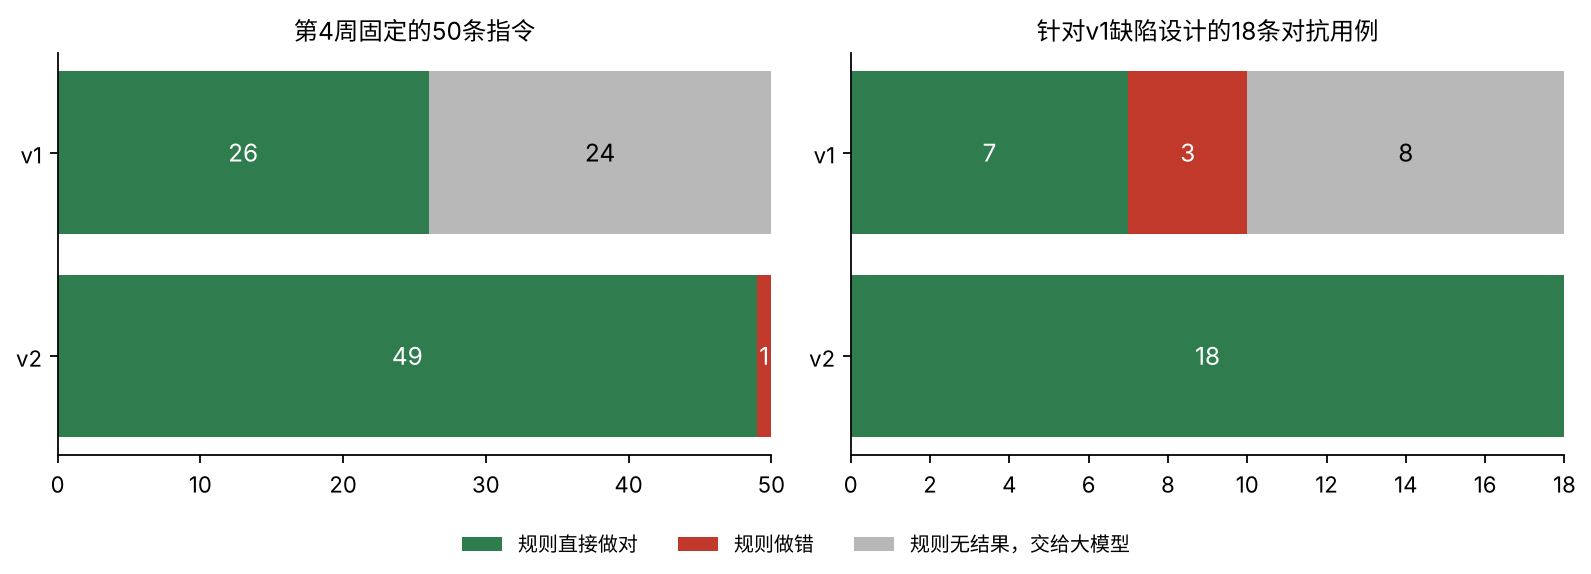 第4周固定的50条指令
v1
26
24
v2
49
1
0 10 20 30 40 50
针对v1缺陷设计的18条对抗用例
v1
7
3
8
v2
18
0 2 4 6 8 10 12 14 16 18
规则直接做对
规则做错
规则无结果，交给大模型